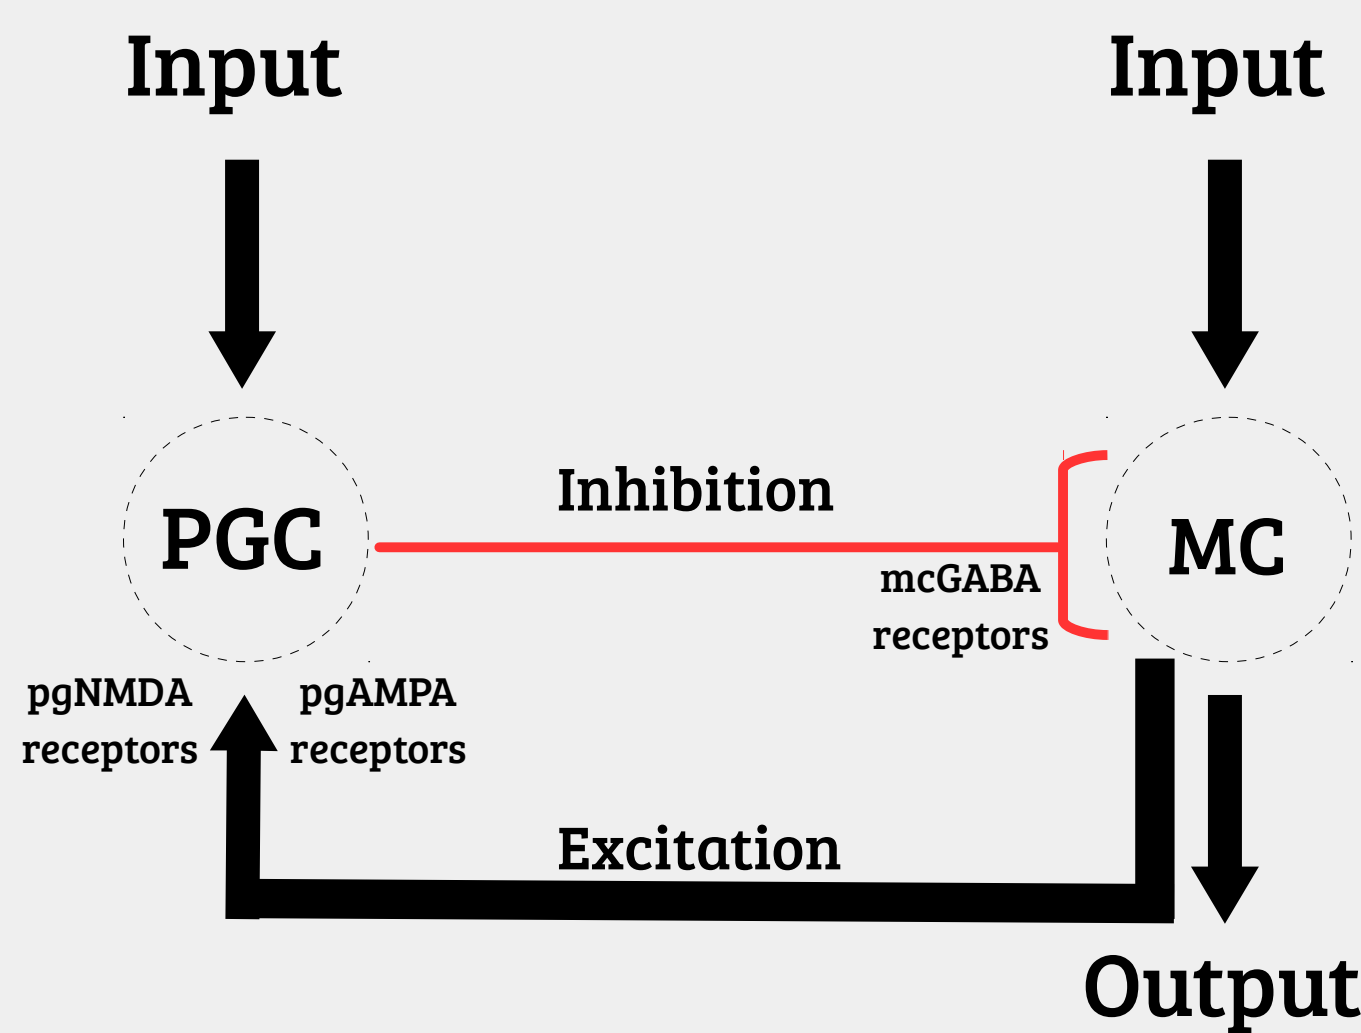 Input
Input
Inhibition
PGC
MC
mcGABA
receptors
pgNMDA
receptors
pgAMPA
receptors
Excitation
Output